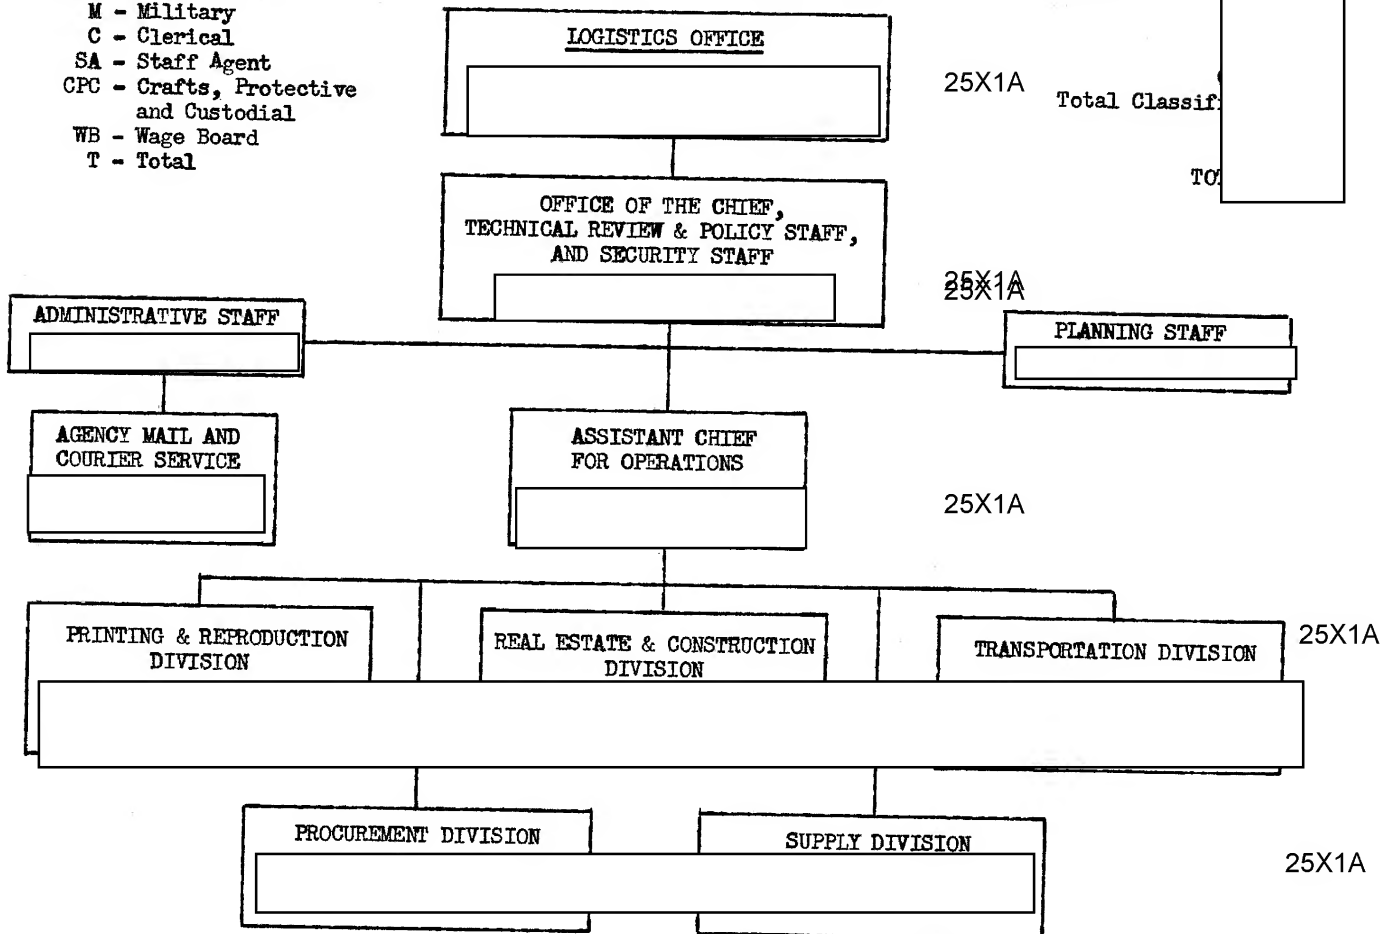 M - Military
C - Clerical
SA - Staff Agent
CPC - Crafts, Protective
and Custodial
WB - Wage Board
T - Total
LOGISTICS OFFICE
25X1A
Total Classif
TO
OFFICE OF THE CHIEF,
TECHNICAL REVIEW & POLICY STAFF,
AND SECURITY STAFF
25X1A
25X1A
ADMINISTRATIVE STAFF
PLANNING STAFF
AGENCY MAIL AND
COURIER SERVICE
ASSISTANT CHIEF
FOR OPERATIONS
25X1A
PRINTING & REPRODUCTION
DIVISION
REAL ESTATE & CONSTRUCTION
DIVISION
TRANSPORTATION DIVISION
25X1A
PROCUREMENT DIVISION
SUPPLY DIVISION
25X1A